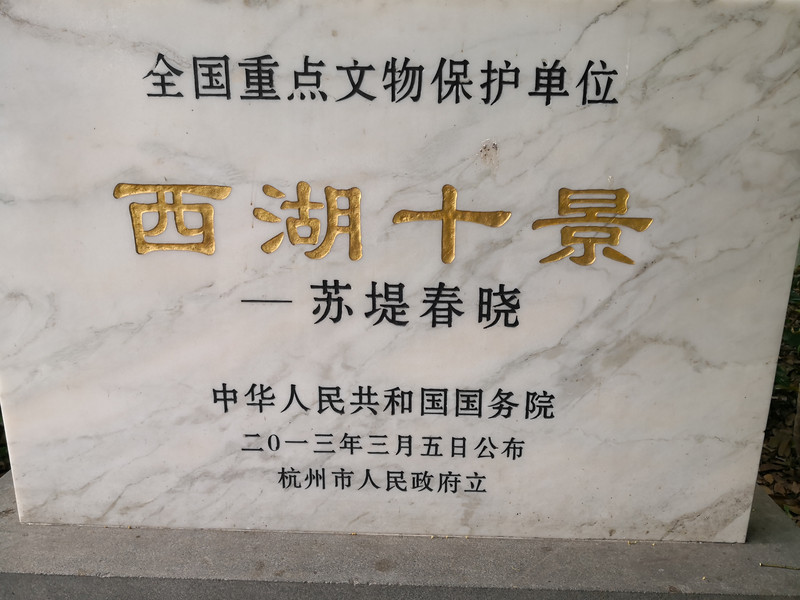 全国重点文物保护单位
西湖十景
—苏堤春晓
中华人民共和国国务院
二0一三年三月五日公布
杭州市人民政府立